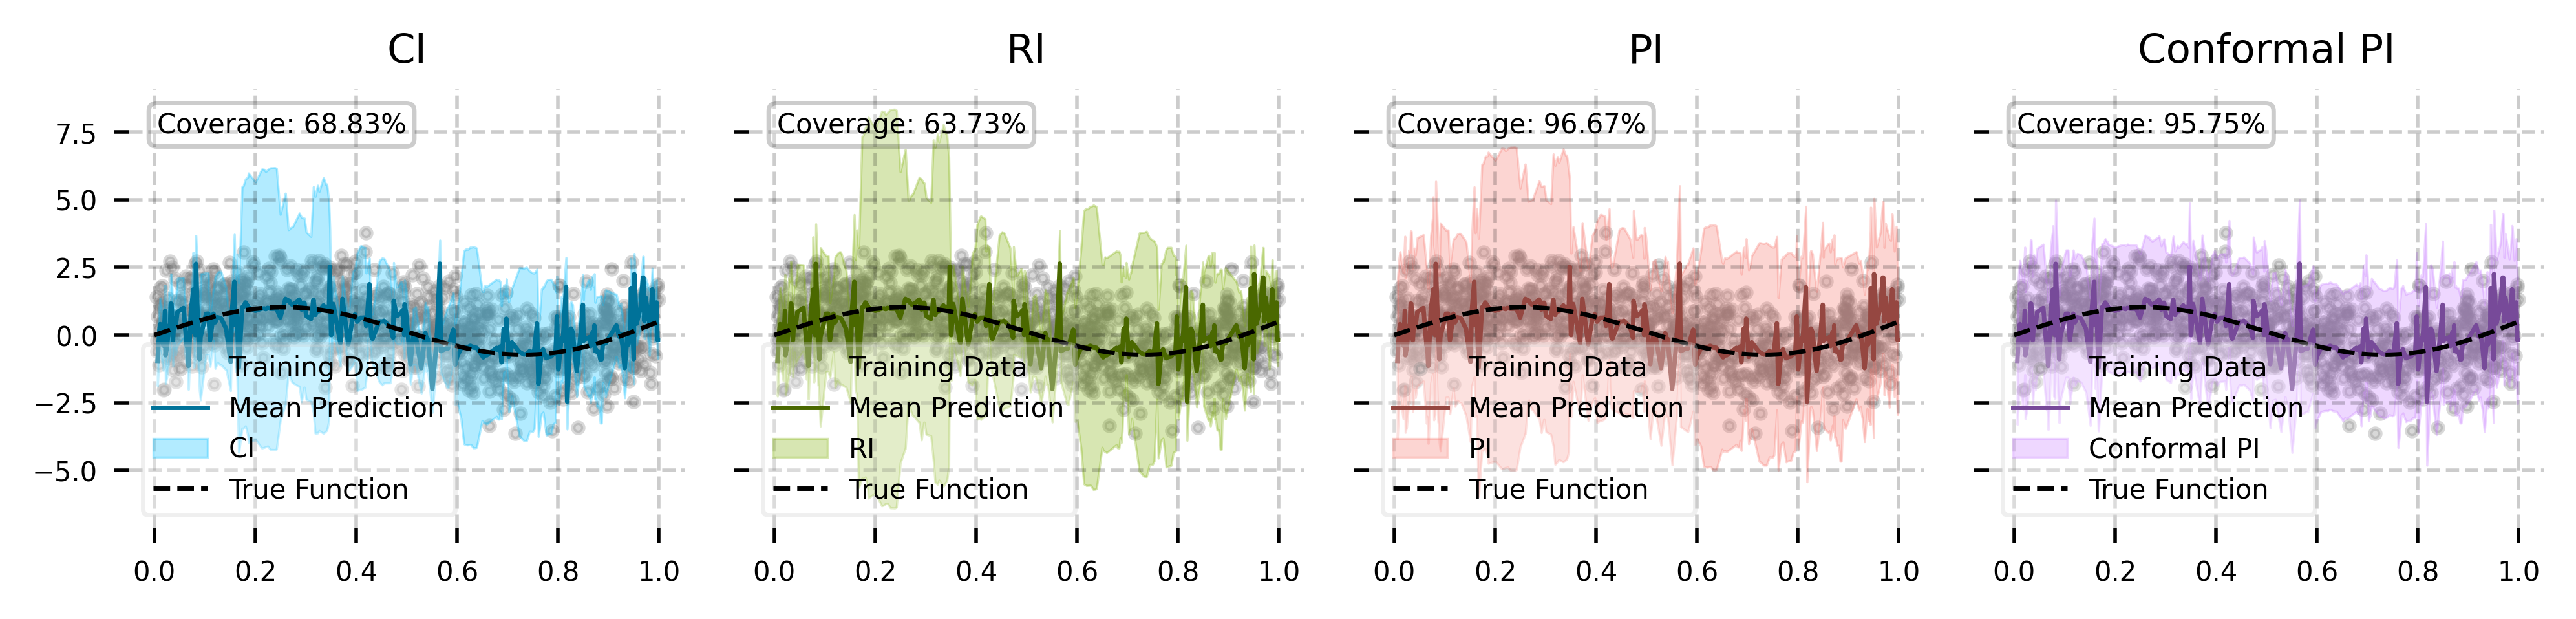 CI
RI
PI
Conformal PI
Coverage: 68.83%
Coverage: 63.73%
Coverage: 96.67%
Coverage: 95.75%
7.5
5.0
2.5
0.0
−2.5
−5.0
Training Data
Mean Prediction
CI
True Function
Training Data
Mean Prediction
RI
True Function
Training Data
Mean Prediction
PI
True Function
Training Data
Mean Prediction
Conformal PI
True Function
0.0 0.2 0.4 0.6 0.8 1.0
0.0 0.2 0.4 0.6 0.8 1.0
0.0 0.2 0.4 0.6 0.8 1.0
0.0 0.2 0.4 0.6 0.8 1.0